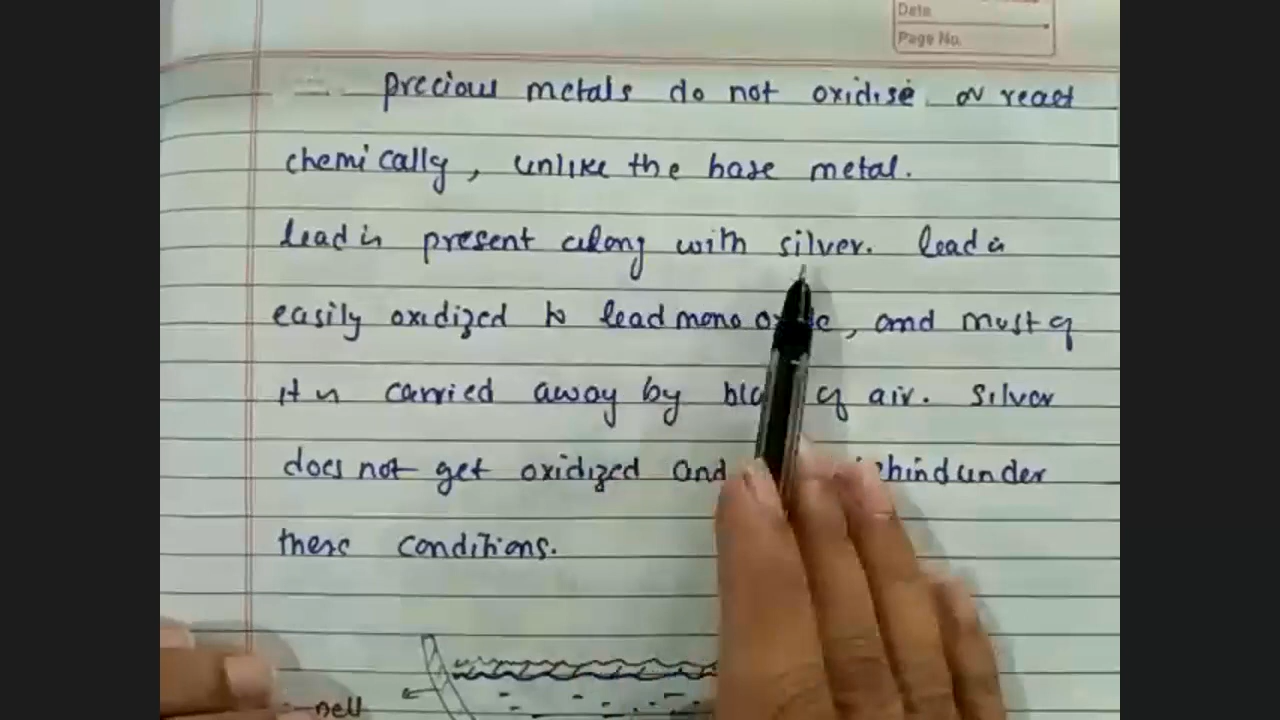 Date
Page No.
precious metals do not oxidise or react
chemically, unlike the base metal.
lead is present along with silver. lead is
easily oxidized to lead mono, and most of
it is carried away by of air. Silver
does not get oxidized and under
these conditions.